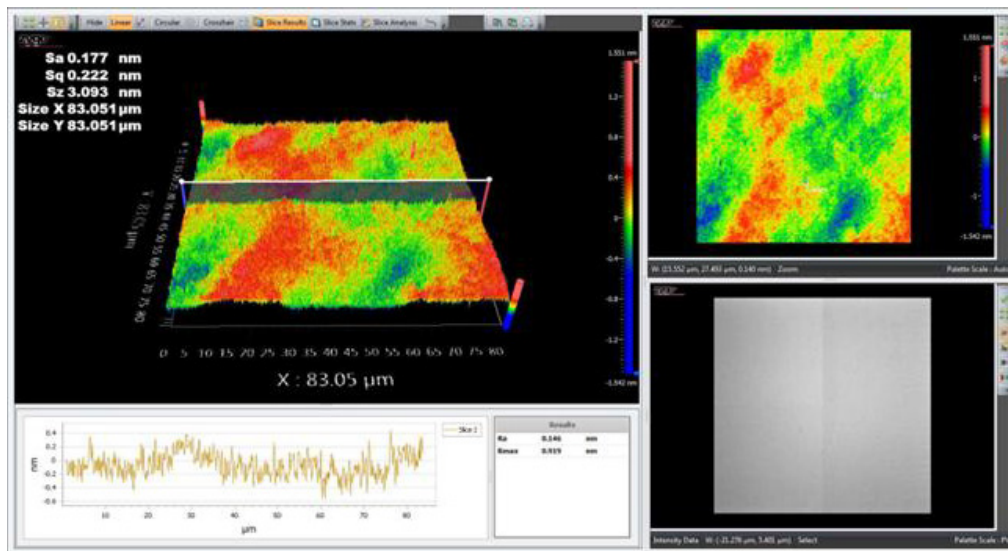 Hide Linear Circular Crosshair Slice Results Slice Stats Slice Analysis
Sa 0.177 nm
Sq 0.222 nm
Sz 3.093 nm
Size X 83.051 µm
Size Y 83.051 µm
1.551 nm
1.2
0.8
0.4
0
-0.4
-0.8
-1.2
-1.542 nm
0 5 10 15 20 25 30 35 40 45 50 55 60 65 70 75 80
X : 83.05 µm
Slice 1
nm
0.4
0.2
0
-0.2
-0.4
-0.6
10 20 30 40 50 60 70 80
µm
Results
Ra 0.146 nm
Rmax 0.919 nm
1.551 nm
1
0
-1
-1.542 nm
Zoom
Palette Scale : Auto
Intensity Data
Select
Palette Scale :